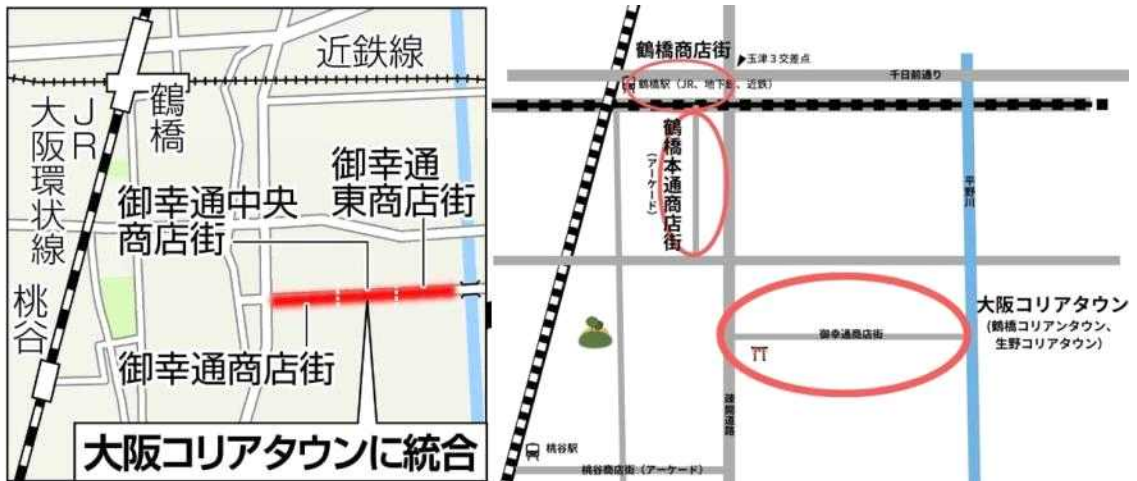 近鉄線
鶴橋
JR
大阪環状線
桃谷
御幸通
東商店街
御幸通中央
商店街
御幸通商店街
大阪コリアタウンに統合
鶴橋商店街
玉津3交差点
千日前通り
鶴橋駅(JR、地下鉄、近鉄)
鶴橋本通商店街
(アーケード)
平野川
大阪コリアタウン
(鶴橋コリアンタウン、
生野コリアタウン)
御幸通商店街
疎開道路
桃谷駅
桃谷商店街(アーケード)